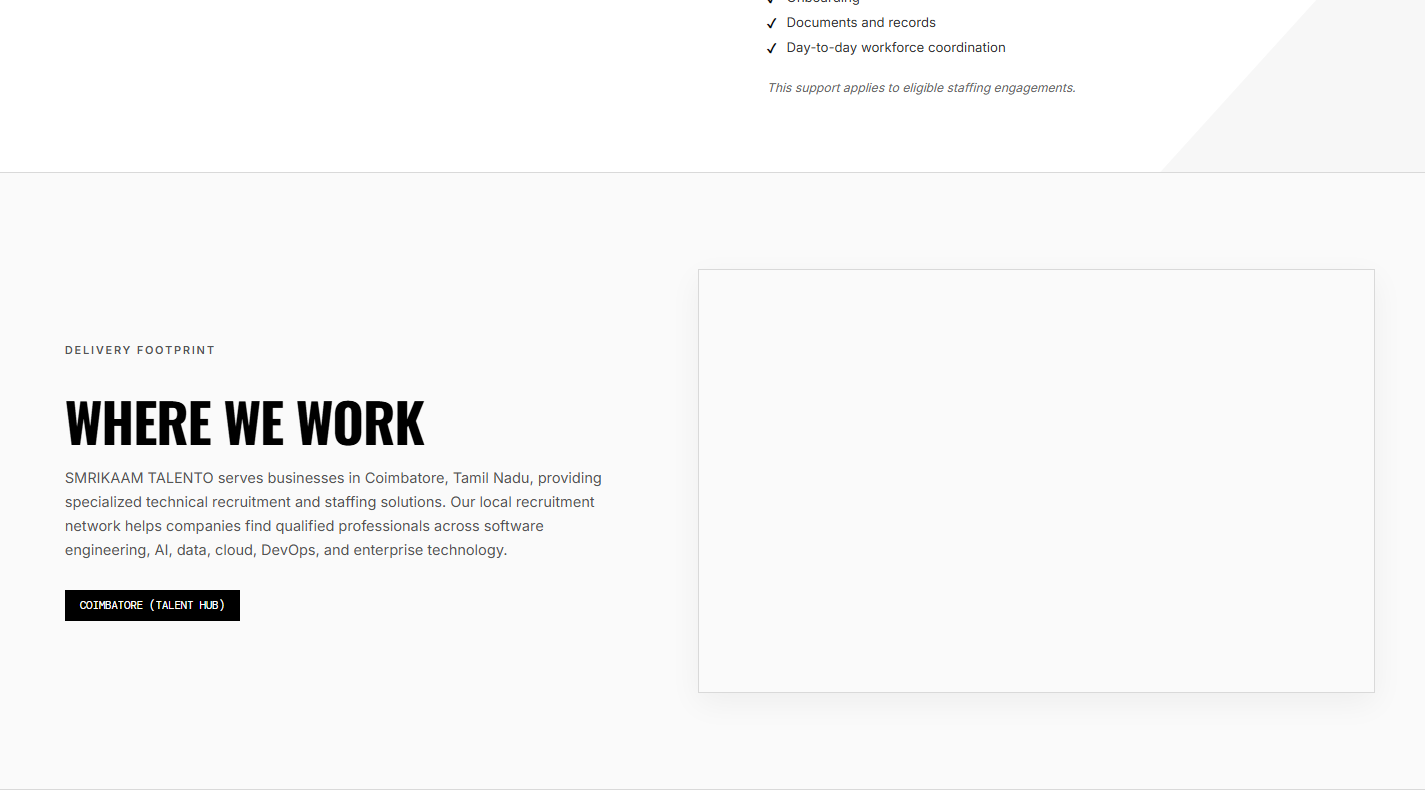 Onboarding
✓ Documents and records
✓ Day-to-day workforce coordination
This support applies to eligible staffing engagements.
DELIVERY FOOTPRINT
WHERE WE WORK
SMRIKAAM TALENTO serves businesses in Coimbatore, Tamil Nadu, providing
specialized technical recruitment and staffing solutions. Our local recruitment
network helps companies find qualified professionals across software
engineering, AI, data, cloud, DevOps, and enterprise technology.
COIMBATORE (TALENT HUB)